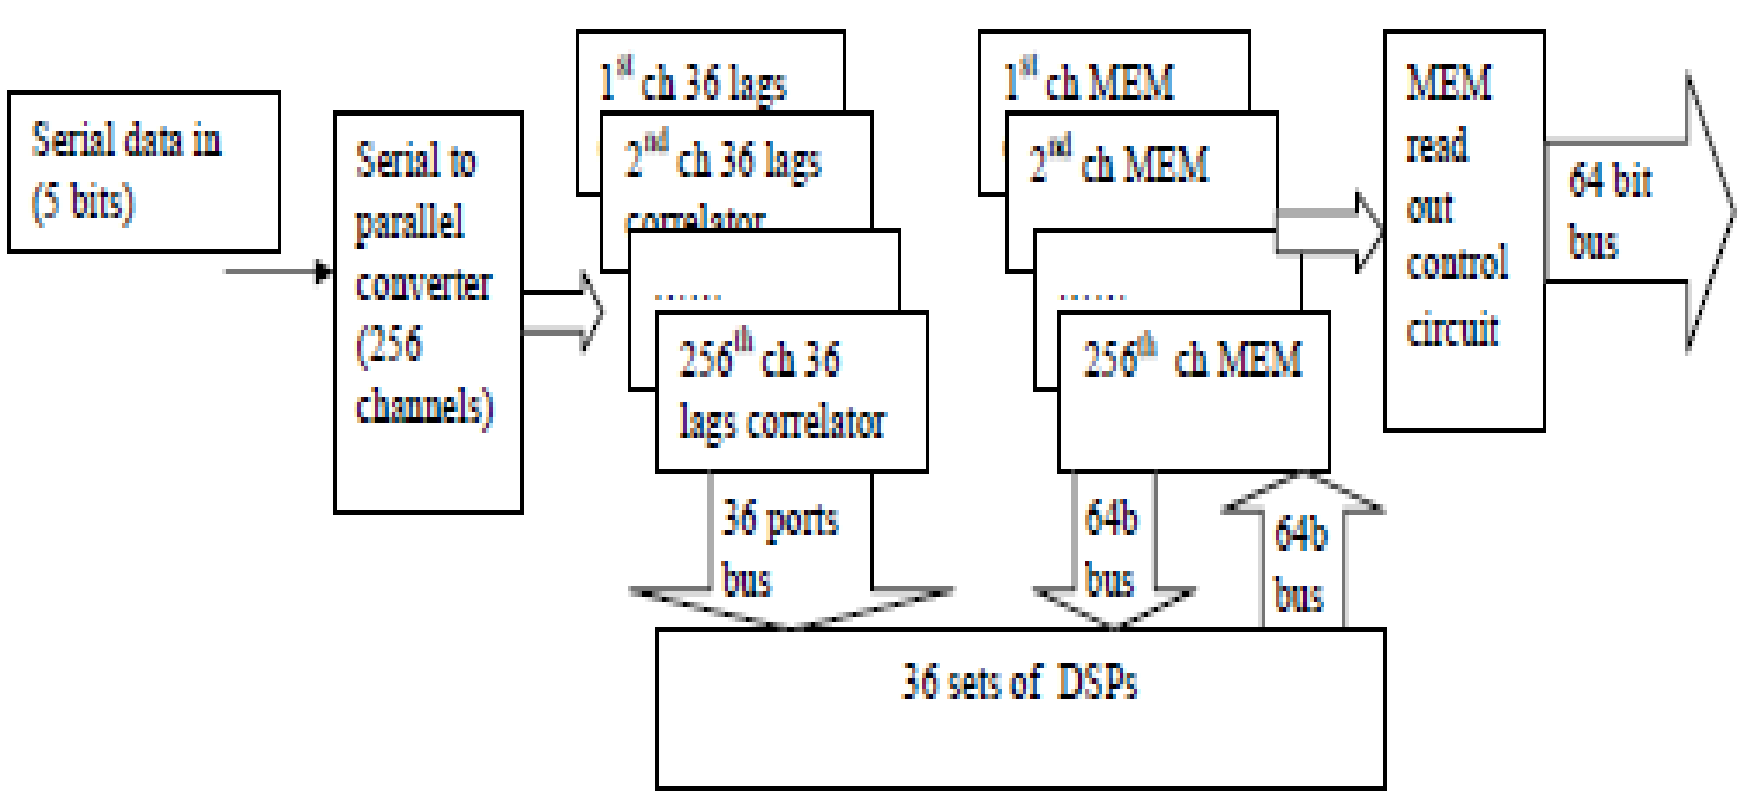 Serial data in
(5 bits)
Serial to
parallel
converter
(256
channels)
1st ch 36 lags
2nd ch 36 lags
correlator
......
256th ch 36
lags correlator
1st ch MEM
2nd ch MEM
......
256th ch MEM
MEM
read
out
control
circuit
64 bit
bus
36 ports
bus
64b
bus
64b
bus
36 sets of DSPs